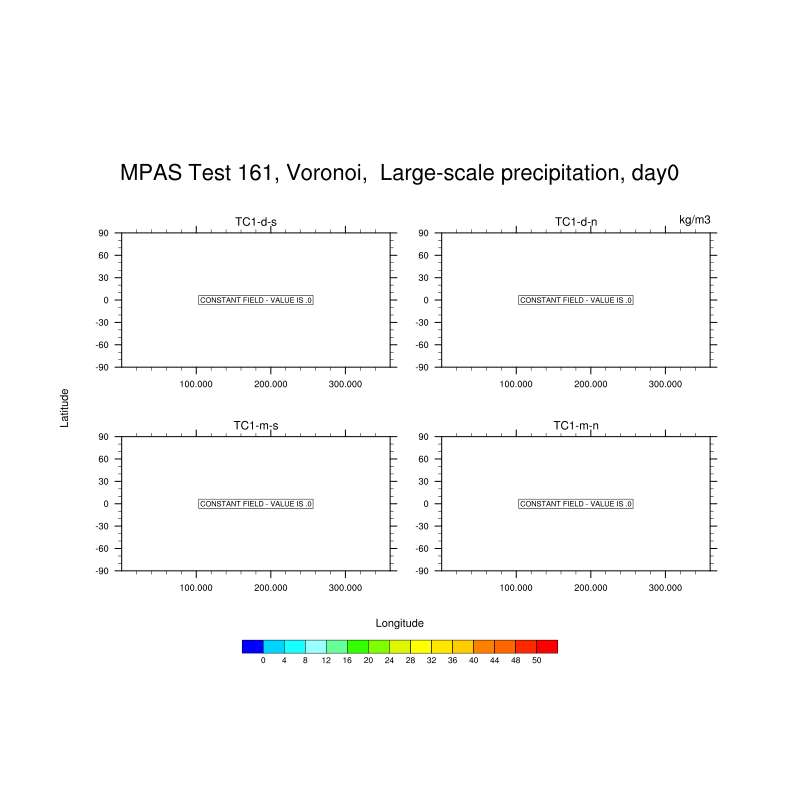 MPAS Test 161, Voronoi,  Large-scale precipitation, day0
TC1-d-s
90
60
30
0
-30
-60
-90
CONSTANT FIELD - VALUE IS .0
100.000 200.000 300.000
TC1-d-n
kg/m3
90
60
30
0
-30
-60
-90
CONSTANT FIELD - VALUE IS .0
100.000 200.000 300.000
Latitude
TC1-m-s
90
60
30
0
-30
-60
-90
CONSTANT FIELD - VALUE IS .0
100.000 200.000 300.000
TC1-m-n
90
60
30
0
-30
-60
-90
CONSTANT FIELD - VALUE IS .0
100.000 200.000 300.000
Longitude
0 4 8 12 16 20 24 28 32 36 40 44 48 50